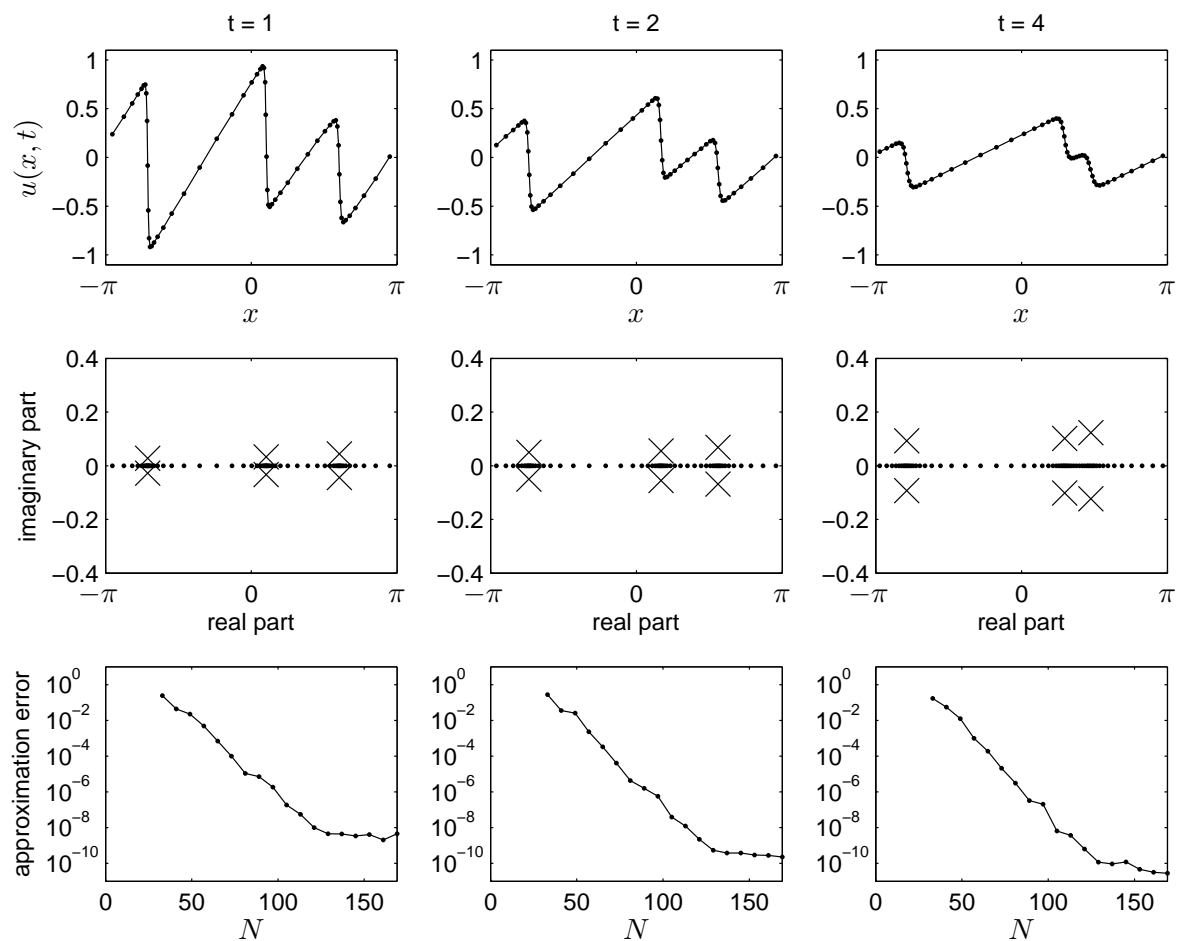 t = 1
t = 2
t = 4
u(x, t)
1
0.5
0
−0.5
−1
−π
0
π
x
1
0.5
0
−0.5
−1
−π
0
π
x
1
0.5
0
−0.5
−1
−π
0
π
x
imaginary part
0.4
0.2
0
−0.2
−0.4
−π
0
π
real part
0.4
0.2
0
−0.2
−0.4
−π
0
π
real part
0.4
0.2
0
−0.2
−0.4
−π
0
π
real part
approximation error
10^0
10^−2
10^−4
10^−6
10^−8
10^−10
0
50
100
150
N
10^0
10^−2
10^−4
10^−6
10^−8
10^−10
0
50
100
150
N
10^0
10^−2
10^−4
10^−6
10^−8
10^−10
0
50
100
150
N